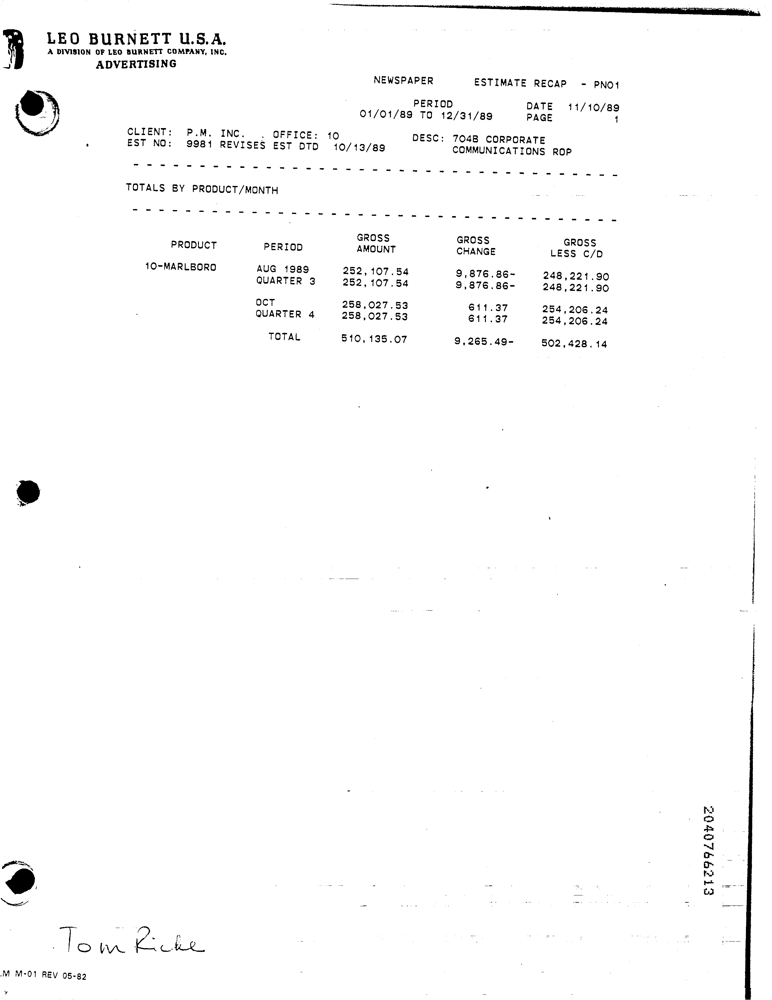 LEO BURNETT U.S.A.
A DIVISION OF LEO BURNETT COMPANY, INC.
ADVERTISING
NEWSPAPER ESTIMATE RECAP - PN01
PERIOD DATE 11/10/89
01/01/89 TO 12/31/89 PAGE 1
CLIENT: P.M. INC. . OFFICE: 10 DESC: 704B CORPORATE
EST NO: 9981 REVISES EST DTD 10/13/89 COMMUNICATIONS ROP
TOTALS BY PRODUCT/MONTH
PRODUCT PERIOD GROSS AMOUNT GROSS CHANGE GROSS LESS C/D
10-MARLBORO AUG 1989 252,107.54 9,876.86- 248,221.90
QUARTER 3 252,107.54 9,876.86- 248,221.90
OCT 258,027.53 611.37 254,206.24
QUARTER 4 258,027.53 611.37 254,206.24
TOTAL 510,135.07 9,265.49- 502,428.14
2040766213
Tom Ricke
.M M-01 REV 05-82